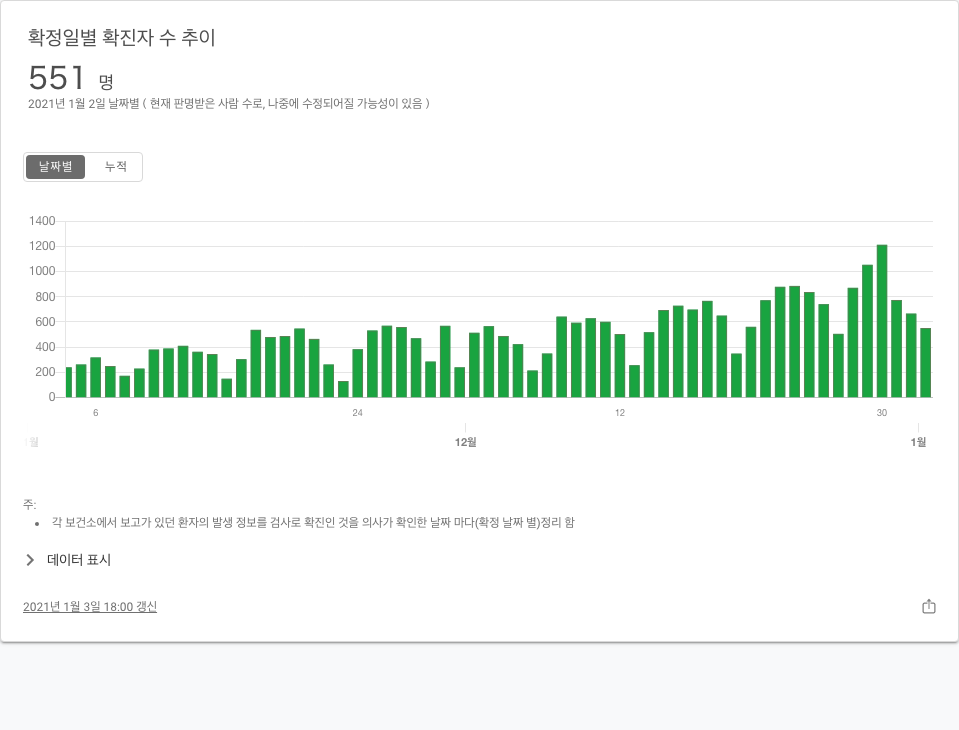 확정일별 확진자 수 추이
551 명
2021년 1월 2일 날짜별 ( 현재 판명받은 사람 수로, 나중에 수정되어질 가능성이 있음 )
날짜별 누적
1400
1200
1000
800
600
400
200
0
6 24 12 30
월 12월 1월
주:
• 각 보건소에서 보고가 있던 환자의 발생 정보를 검사로 확진인 것을 의사가 확인한 날짜 마다(확정 날짜 별)정리 함
데이터 표시
2021년 1월 3일 18:00 갱신